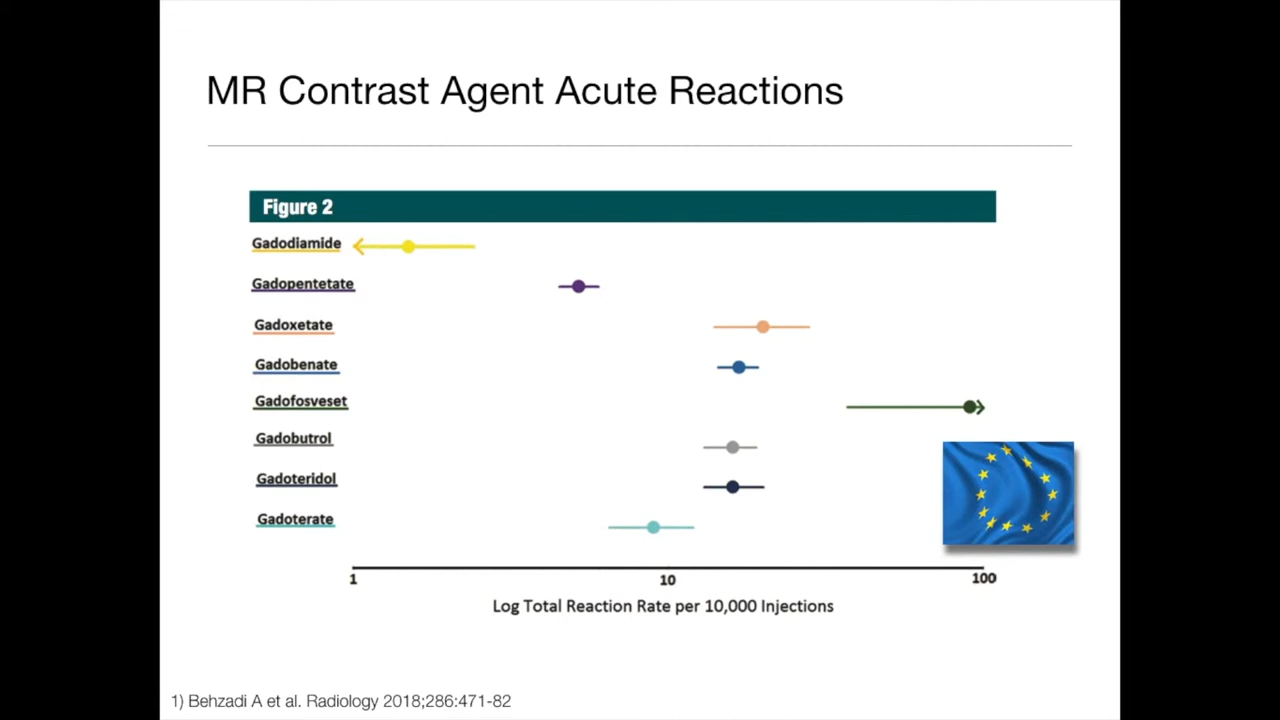 MR Contrast Agent Acute Reactions
Figure 2
Gadodiamide
Gadopentetate
Gadoxetate
Gadobenate
Gadofosveset
Gadobutrol
Gadoteridol
Gadoterate
1 10 100
Log Total Reaction Rate per 10,000 Injections
1) Behzadi A et al. Radiology 2018;286:471-82